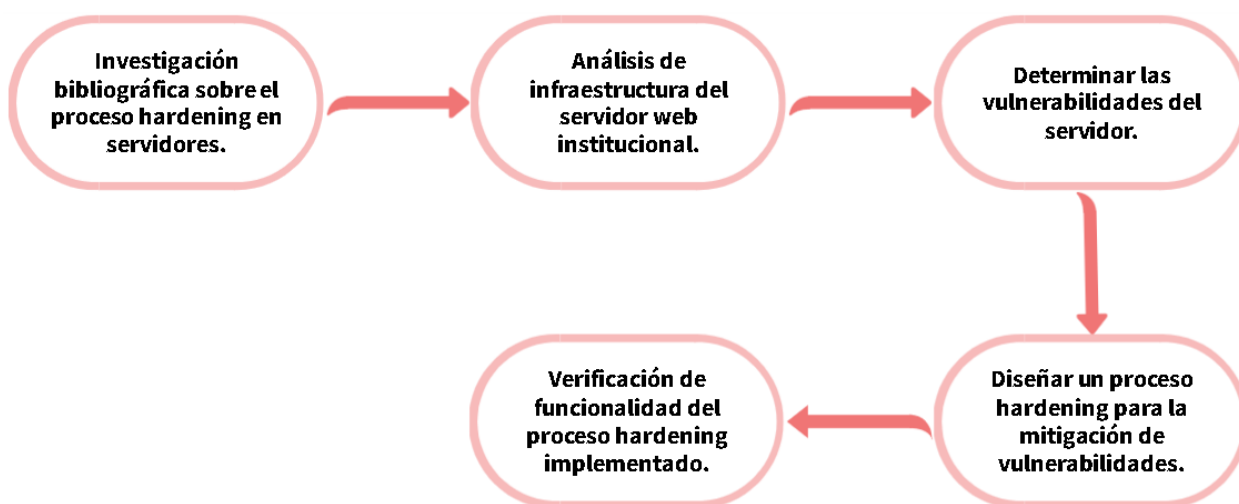 Investigación
bibliográfica sobre el
proceso hardening en
servidores.
Análisis de
infraestructura del
servidor web
institucional.
Determinar las
vulnerabilidades del
servidor.
Diseñar un proceso
hardening para la
mitigación de
vulnerabilidades.
Verificación de
funcionalidad del
proceso hardening
implementado.